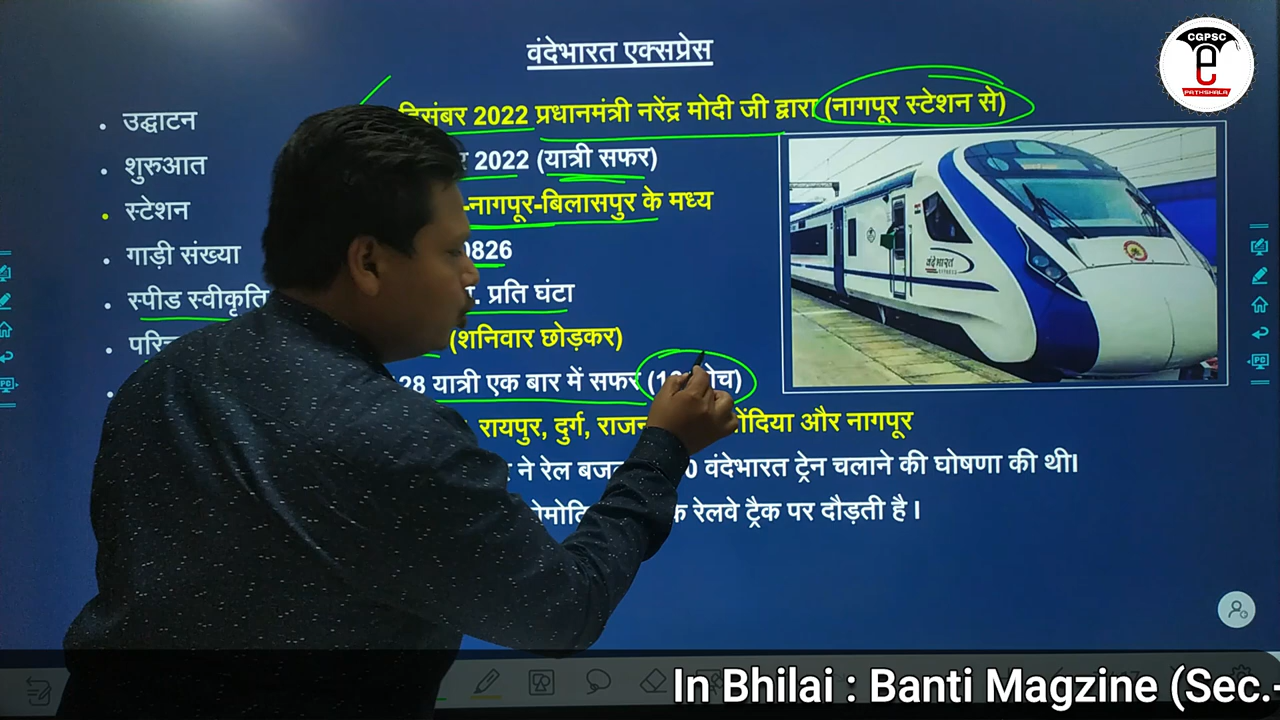 वंदेभारत एक्सप्रेस
CGPSC
e
PATHSHALA
उद्घाटन दिसंबर 2022 प्रधानमंत्री नरेंद्र मोदी जी द्वारा (नागपूर स्टेशन से)
शुरुआत 2022 (यात्री सफर)
स्टेशन -नागपूर-बिलासपुर के मध्य
गाड़ी संख्या 0826
स्पीड स्वीकृति प्रति घंटा
(शनिवार छोड़कर)
28 यात्री एक बार में सफर
रायपुर, दुर्ग, गोंदिया और नागपूर
ने रेल वंदेभारत ट्रेन चलाने की घोषणा की थी।
रेलवे ट्रैक पर दौड़ती है।
वंदे भारत
EXPRESS
In Bhilai : Banti Magzine (Sec.-